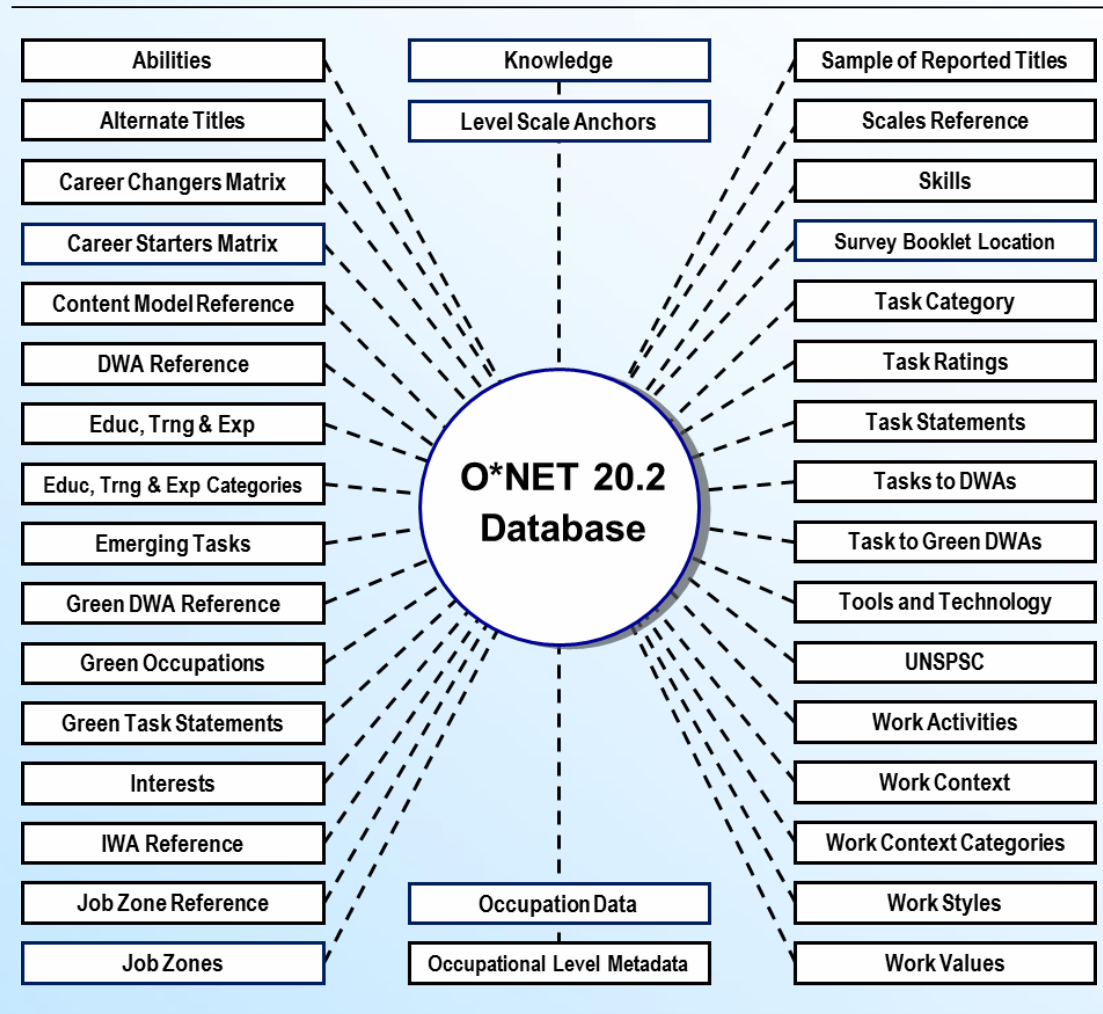 Abilities
Alternate Titles
Career Changers Matrix
Career Starters Matrix
Content Model Reference
DWA Reference
Educ, Trng & Exp
Educ, Trng & Exp Categories
Emerging Tasks
Green DWA Reference
Green Occupations
Green Task Statements
Interests
IWA Reference
Job Zone Reference
Job Zones
Knowledge
Level Scale Anchors
O*NET 20.2
Database
Occupation Data
Occupational Level Metadata
Sample of Reported Titles
Scales Reference
Skills
Survey Booklet Location
Task Category
Task Ratings
Task Statements
Tasks to DWAs
Task to Green DWAs
Tools and Technology
UNSPSC
Work Activities
Work Context
Work Context Categories
Work Styles
Work Values